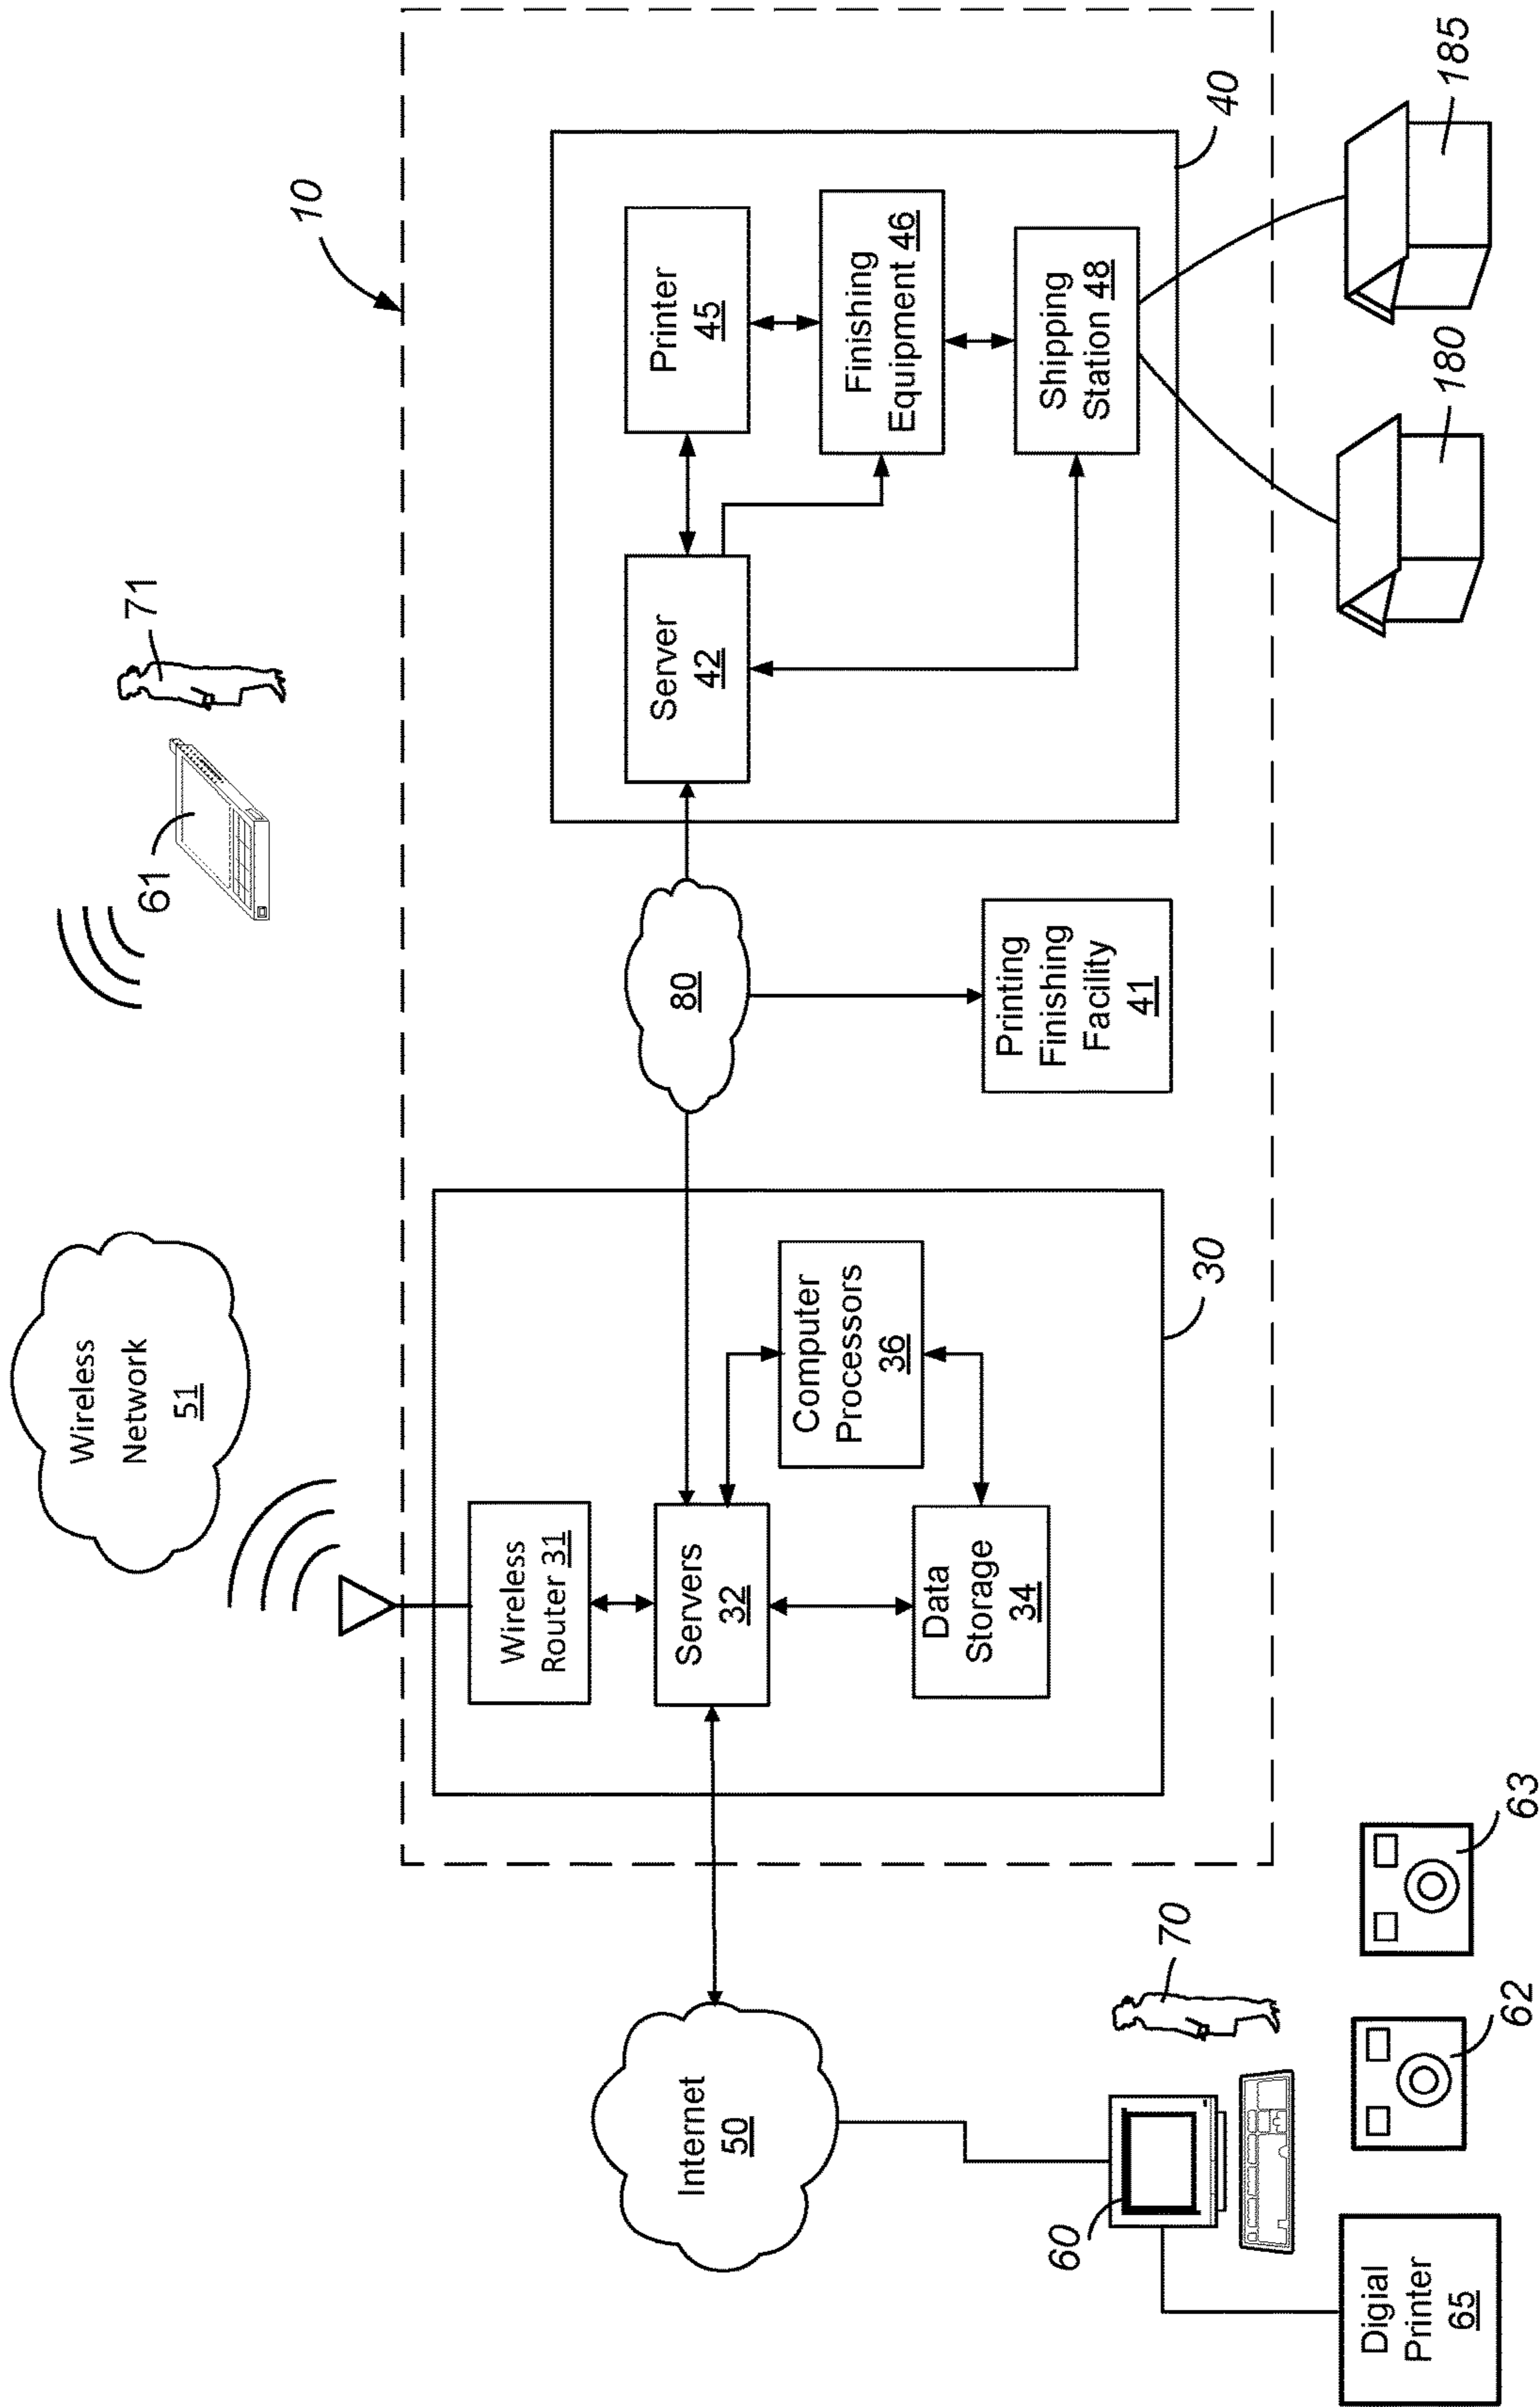 Wireless
Network
51
61
71
10
Wireless
Router 31
Servers
32
Computer
Processors
36
Data
Storage
34
30
80
Printing
Finishing
Facility
41
Server
42
Printer
45
Finishing
Equipment 46
Shipping
Station 48
40
Internet
50
60
70
Digial
Printer
65
62
63
180
185